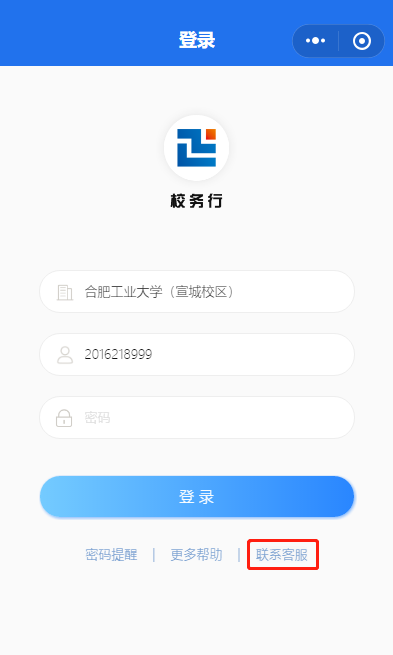 登录
校务行
合肥工业大学（宣城校区）
2016218999
密码
登 录
密码提醒 | 更多帮助 | 联系客服